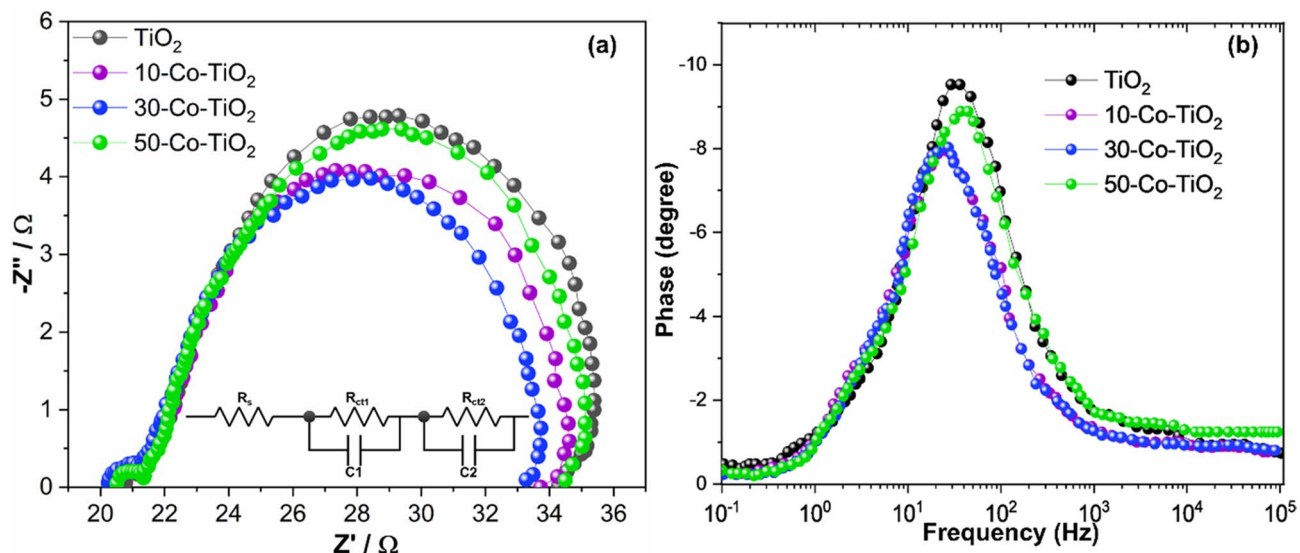 (a)
TiO₂
10-Co-TiO₂
30-Co-TiO₂
50-Co-TiO₂
-Z'' / Ω
6
5
4
3
2
1
0
Rs
Rct1
Rct2
C1
C2
20 22 24 26 28 30 32 34 36
Z' / Ω
(b)
TiO₂
10-Co-TiO₂
30-Co-TiO₂
50-Co-TiO₂
Phase (degree)
-10
-8
-6
-4
-2
0
10⁻¹ 10⁰ 10¹ 10² 10³ 10⁴ 10⁵
Frequency (Hz)